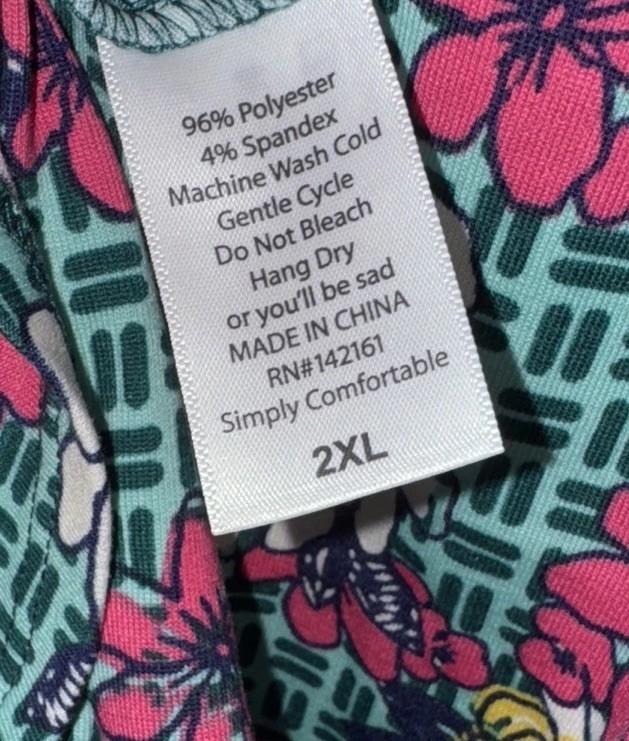 96% Polyester
4% Spandex
Machine Wash Cold
Gentle Cycle
Do Not Bleach
Hang Dry
or you'll be sad
MADE IN CHINA
RN#142161
Simply Comfortable
2XL